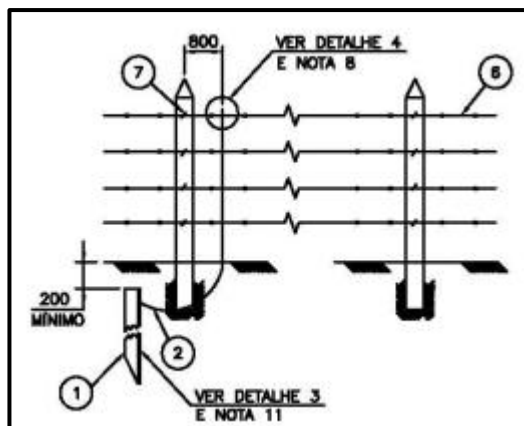 800
VER DETALHE 4
E NOTA 8
7
6
200
MÍNIMO
2
1
VER DETALHE 3
E NOTA 11